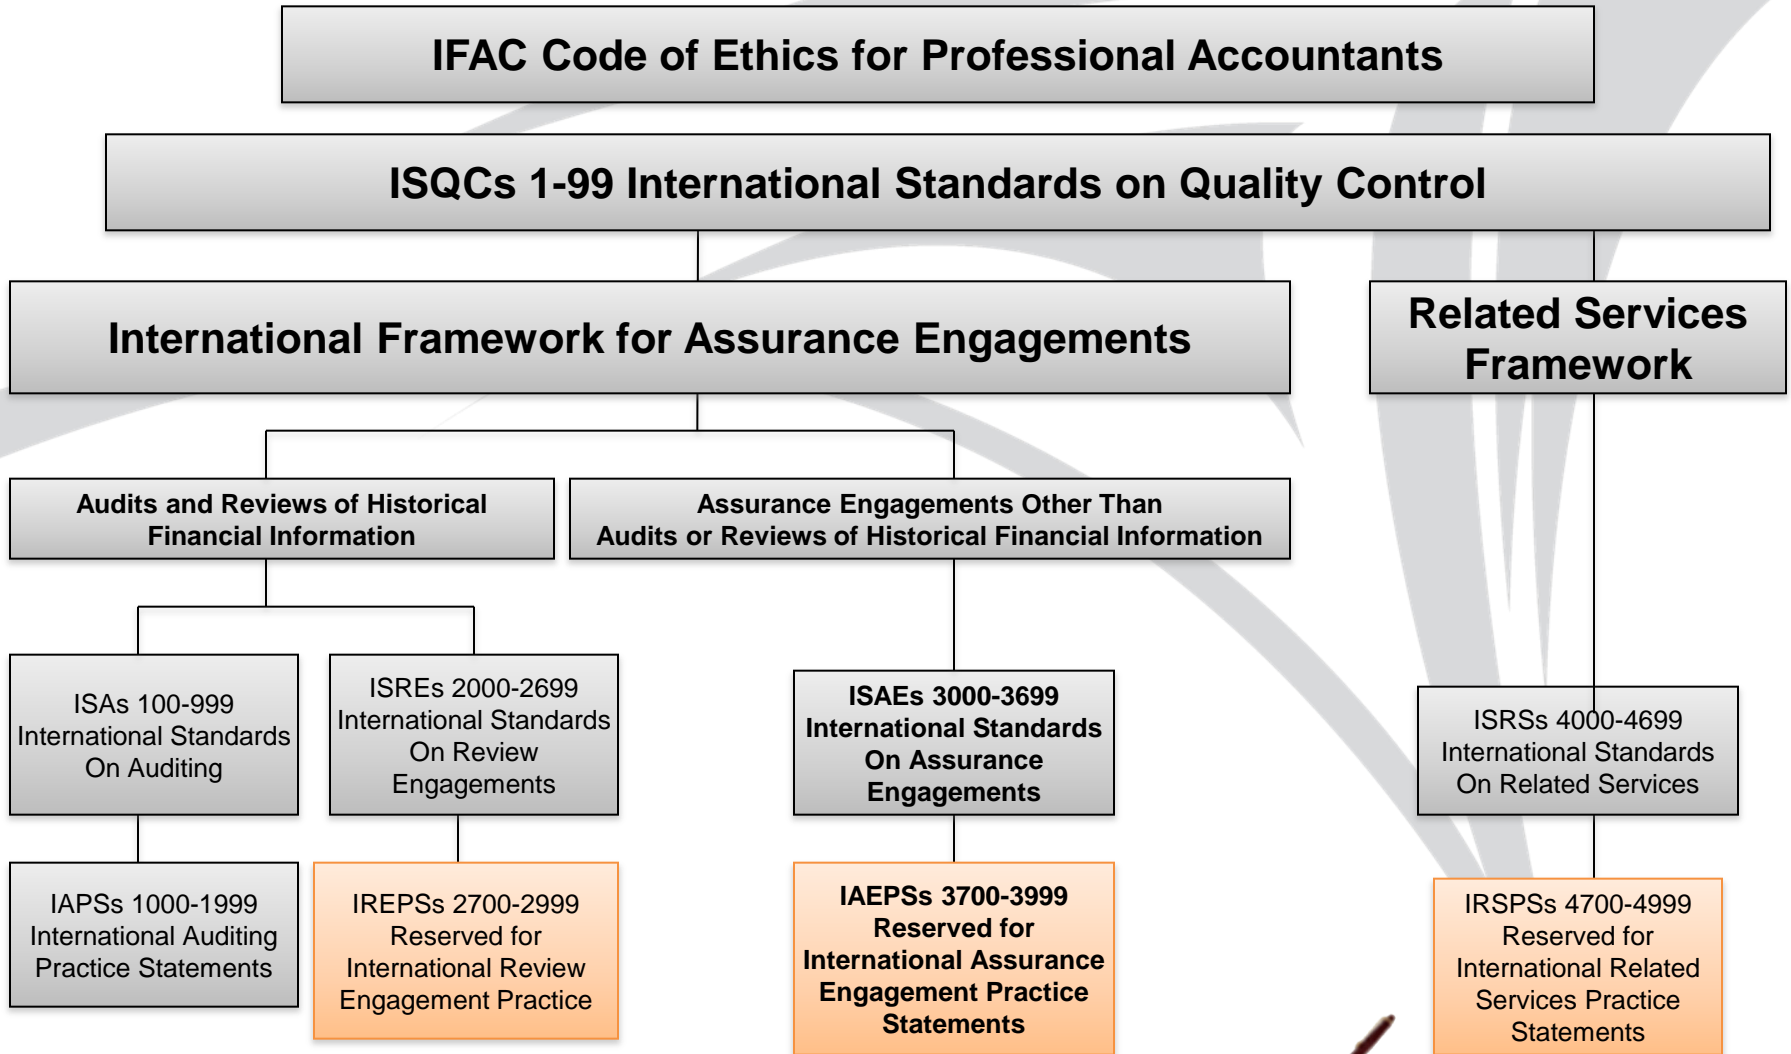 IFAC Code of Ethics for Professional Accountants
ISQCs 1-99 International Standards on Quality Control
International Framework for Assurance Engagements
Related Services
Framework
Audits and Reviews of Historical
Financial Information
Assurance Engagements Other Than
Audits or Reviews of Historical Financial Information
ISAs 100-999
International Standards
On Auditing
ISREs 2000-2699
International Standards
On Review
Engagements
ISAEs 3000-3699
International Standards
On Assurance
Engagements
ISRSs 4000-4699
International Standards
On Related Services
IAPSs 1000-1999
International Auditing
Practice Statements
IREPSs 2700-2999
Reserved for
International Review
Engagement Practice
IAEPSs 3700-3999
Reserved for
International Assurance
Engagement Practice
Statements
IRSPSs 4700-4999
Reserved for
International Related
Services Practice
Statements